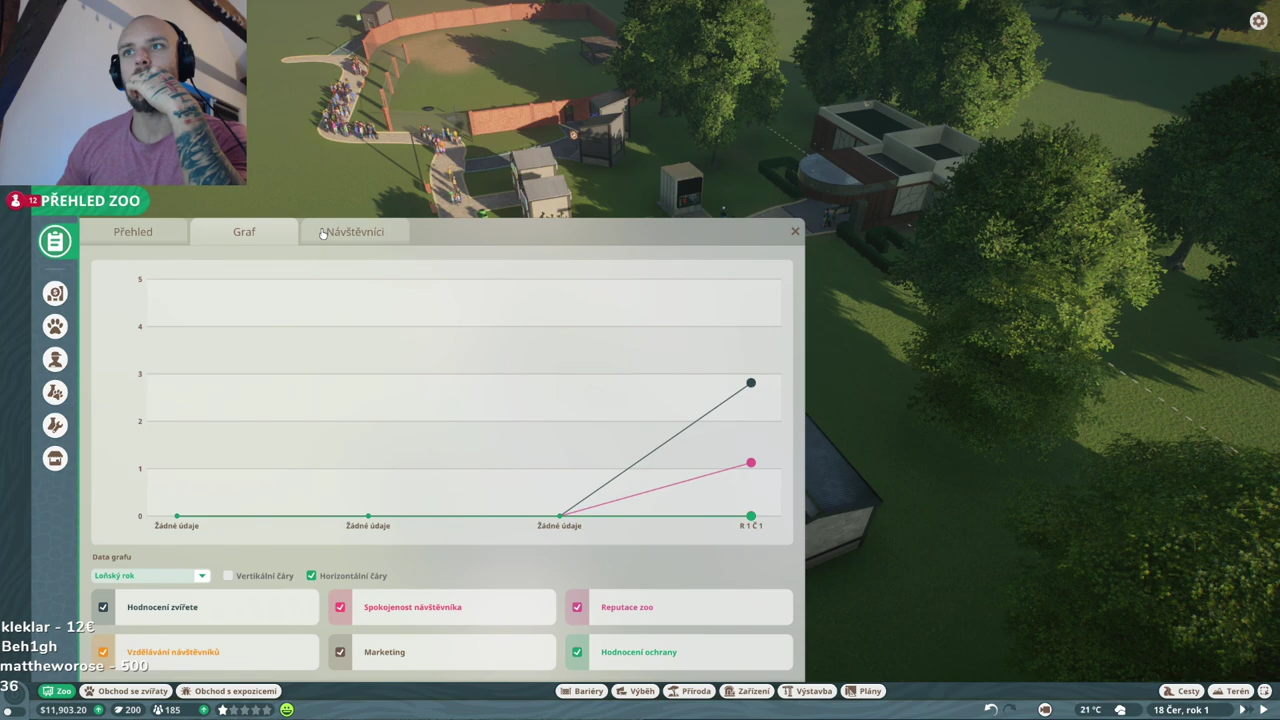 12 PŘEHLED ZOO
Přehled
Graf
Návštěvníci
5
4
3
2
1
0
Žádné údaje
Žádné údaje
Žádné údaje
R 1 Č 1
Data grafu
Loňský rok
Vertikální čáry
Horizontální čáry
Hodnocení zvířete
Spokojenost návštěvníka
Reputace zoo
Vzdělávání návštěvníků
Marketing
Hodnocení ochrany
kleklar - 12€
Beh1gh
mattheworose - 500
36
Zoo
Obchod se zvířaty
Obchod s expozicemi
Bariéry
Výběh
Příroda
Zařízení
Výstavba
Plány
Cesty
Terén
$11,903.20
200
185
21 °C
18 Čer, rok 1